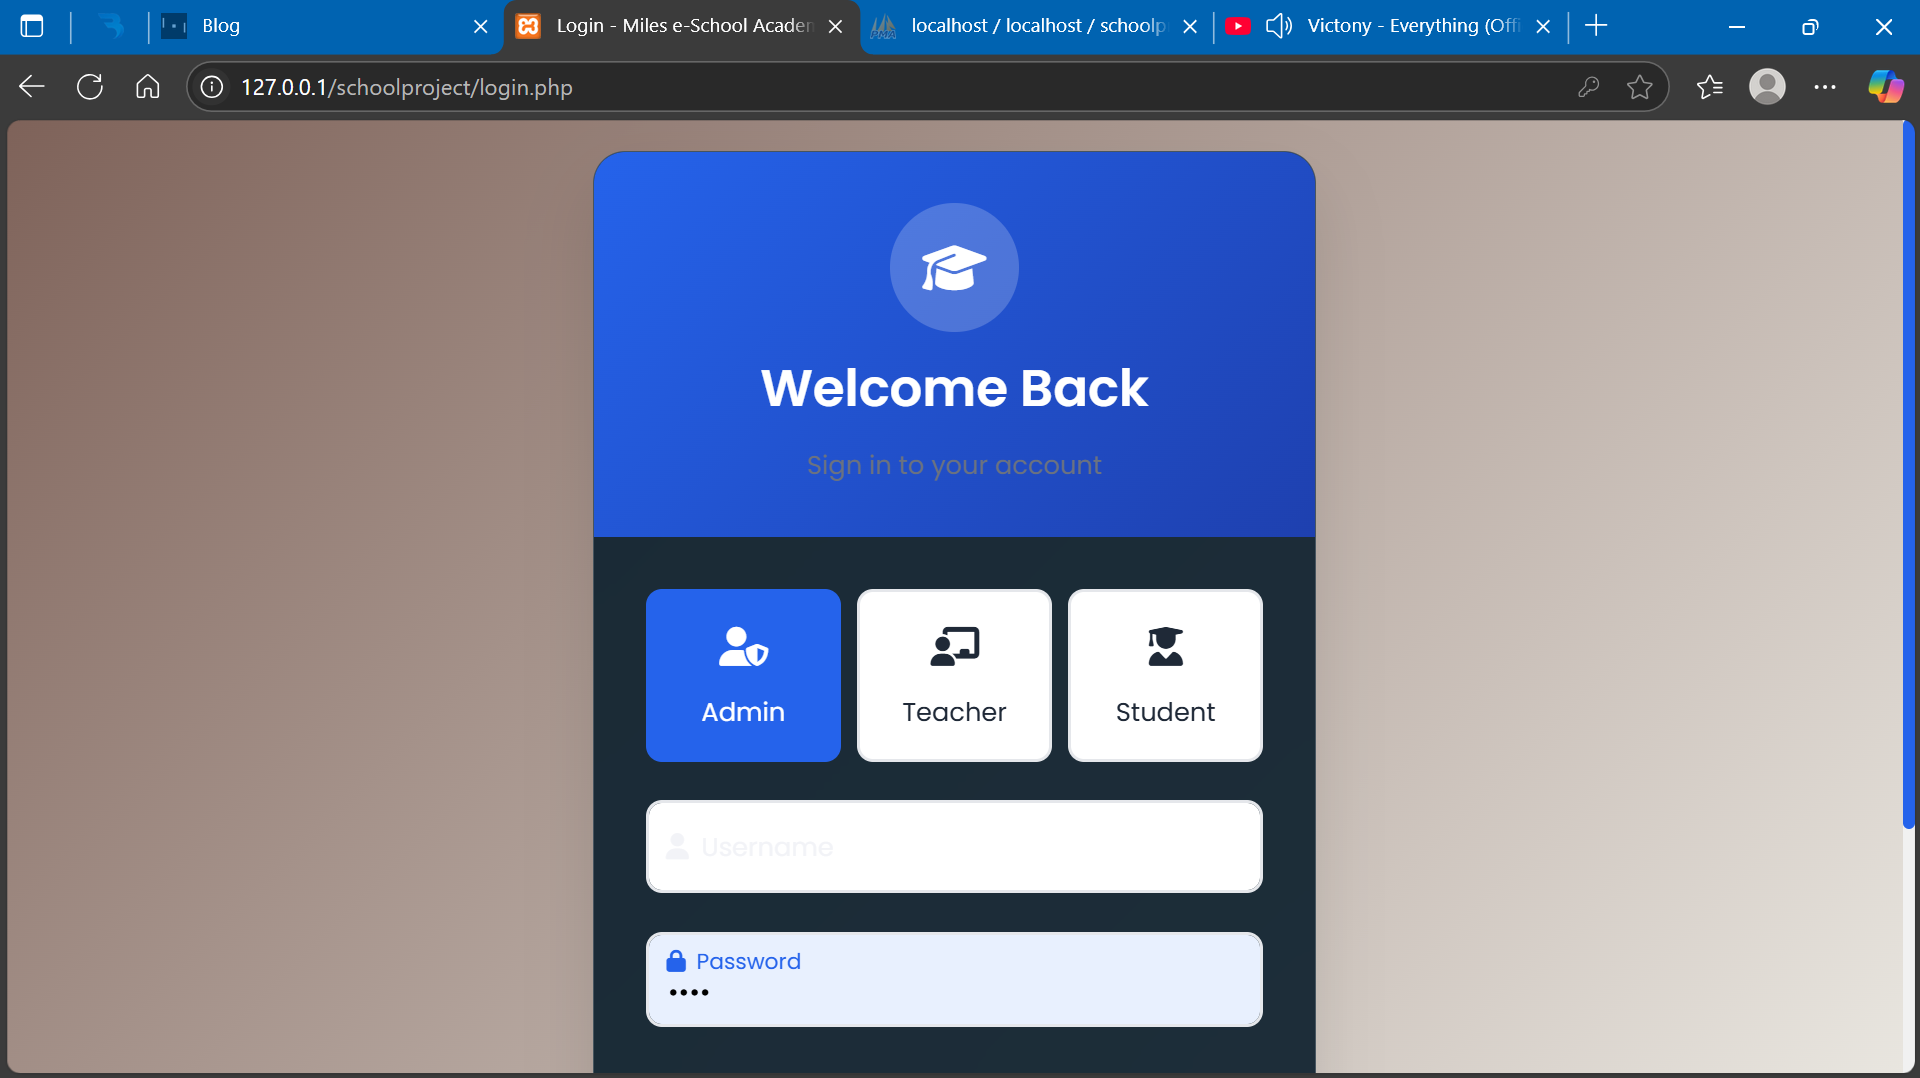 Blog
Login - Miles e-School Academ
localhost / localhost / schoolp
Victony - Everything (Offi
127.0.0.1/schoolproject/login.php
Welcome Back
Sign in to your account
Admin
Teacher
Student
Username
Password